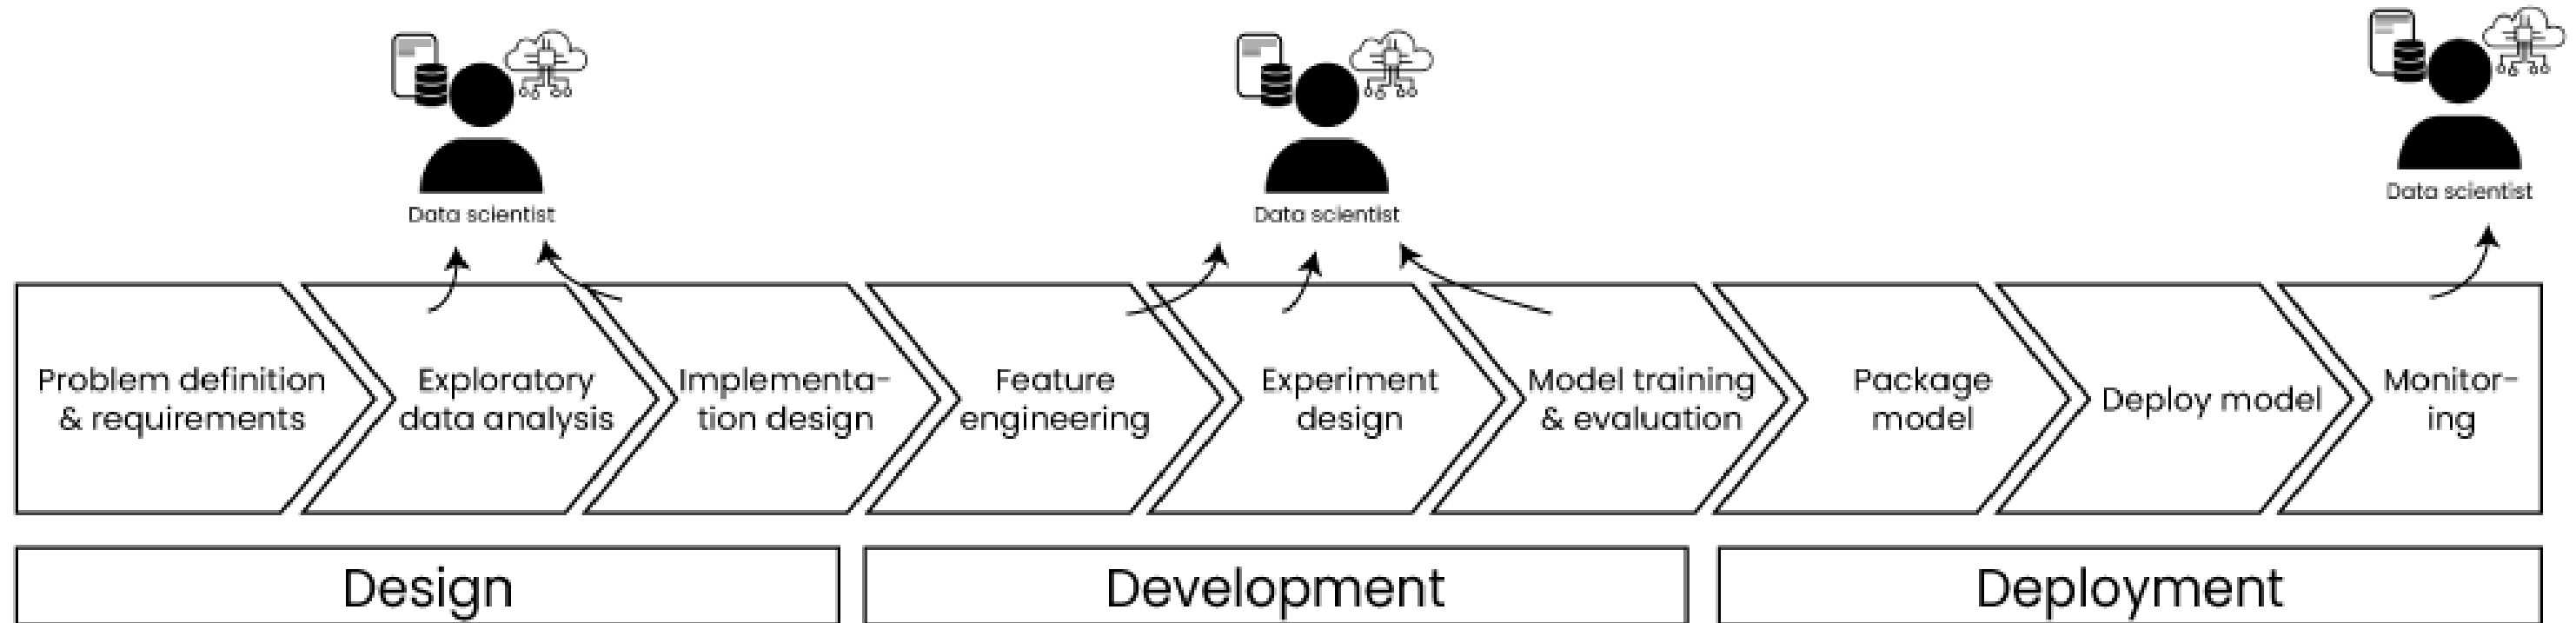 Data scientist
Data scientist
Data scientist
Problem definition
& requirements
Exploratory
data analysis
Implementa-
tion design
Feature
engineering
Experiment
design
Model training
& evaluation
Package
model
Deploy model
Monitor-
ing
Design
Development
Deployment